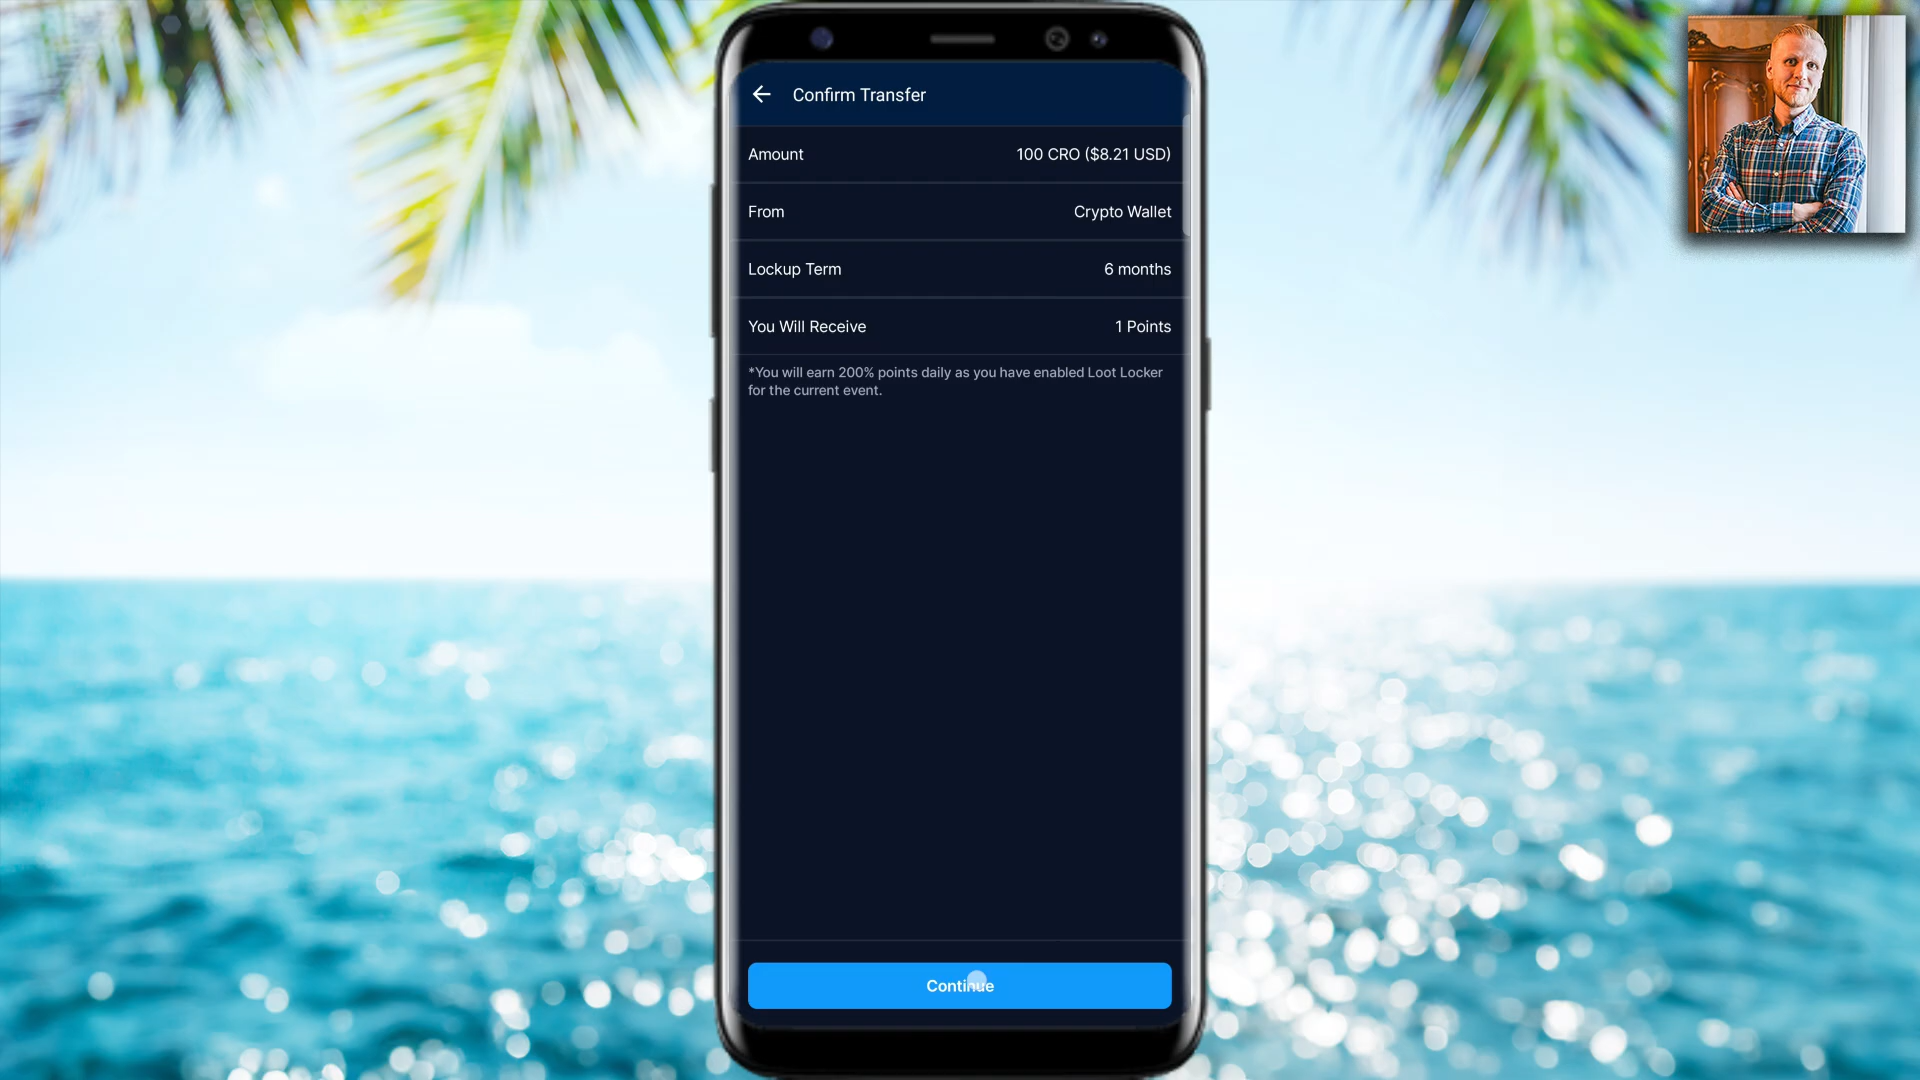 Confirm Transfer
Amount 100 CRO ($8.21 USD)
From Crypto Wallet
Lockup Term 6 months
You Will Receive 1 Points
*You will earn 200% points daily as you have enabled Loot Locker
for the current event.
Continue